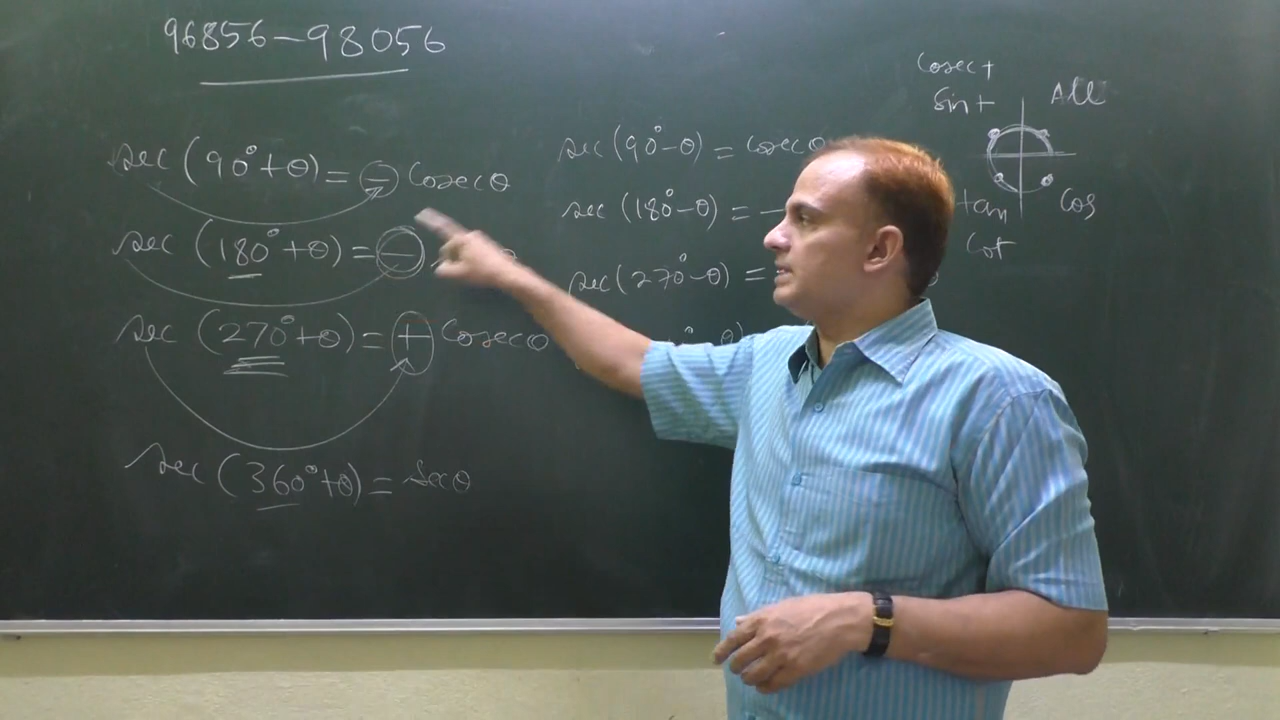 96856-98056
sec (90°+θ) = - Cosecθ
sec (180°+θ) = -
sec (270°+θ) = + Cosecθ
sec (360°+θ) = secθ
sec (90°-θ) = cosecθ
sec (180°-θ) = -
sec (270°-θ) =
θ)
Cosec+
Sin+
All
tan
Cot
Cos